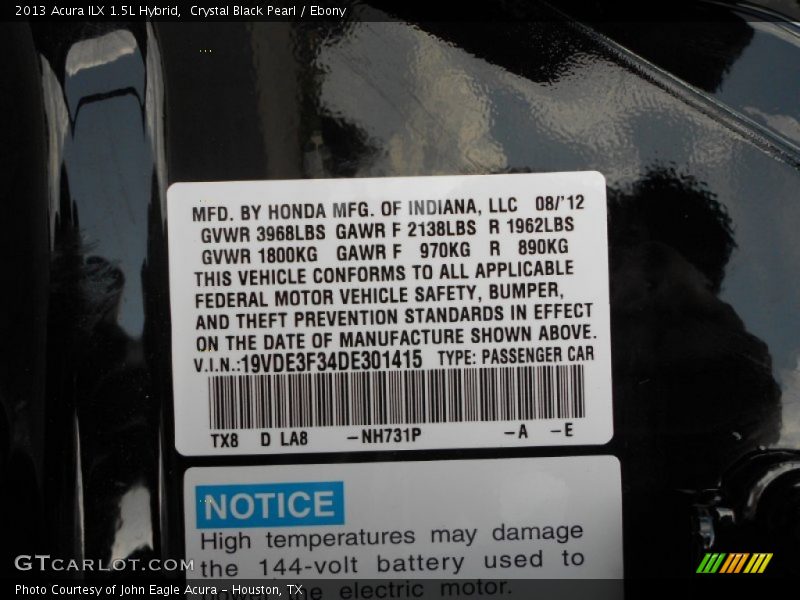 2013 Acura ILX 1.5L Hybrid,  Crystal Black Pearl / Ebony
MFD. BY HONDA MFG. OF INDIANA, LLC 08/'12
GVWR 3968LBS GAWR F 2138LBS R 1962LBS
GVWR 1800KG GAWR F 970KG R 890KG
THIS VEHICLE CONFORMS TO ALL APPLICABLE
FEDERAL MOTOR VEHICLE SAFETY, BUMPER,
AND THEFT PREVENTION STANDARDS IN EFFECT
ON THE DATE OF MANUFACTURE SHOWN ABOVE.
V.I.N.:19VDE3F34DE301415 TYPE: PASSENGER CAR
TX8 D LA8 -NH731P -A -E
NOTICE
High temperatures may damage
the 144-volt battery used to
power the electric motor.
GTCARLOT.COM
Photo Courtesy of John Eagle Acura - Houston, TX